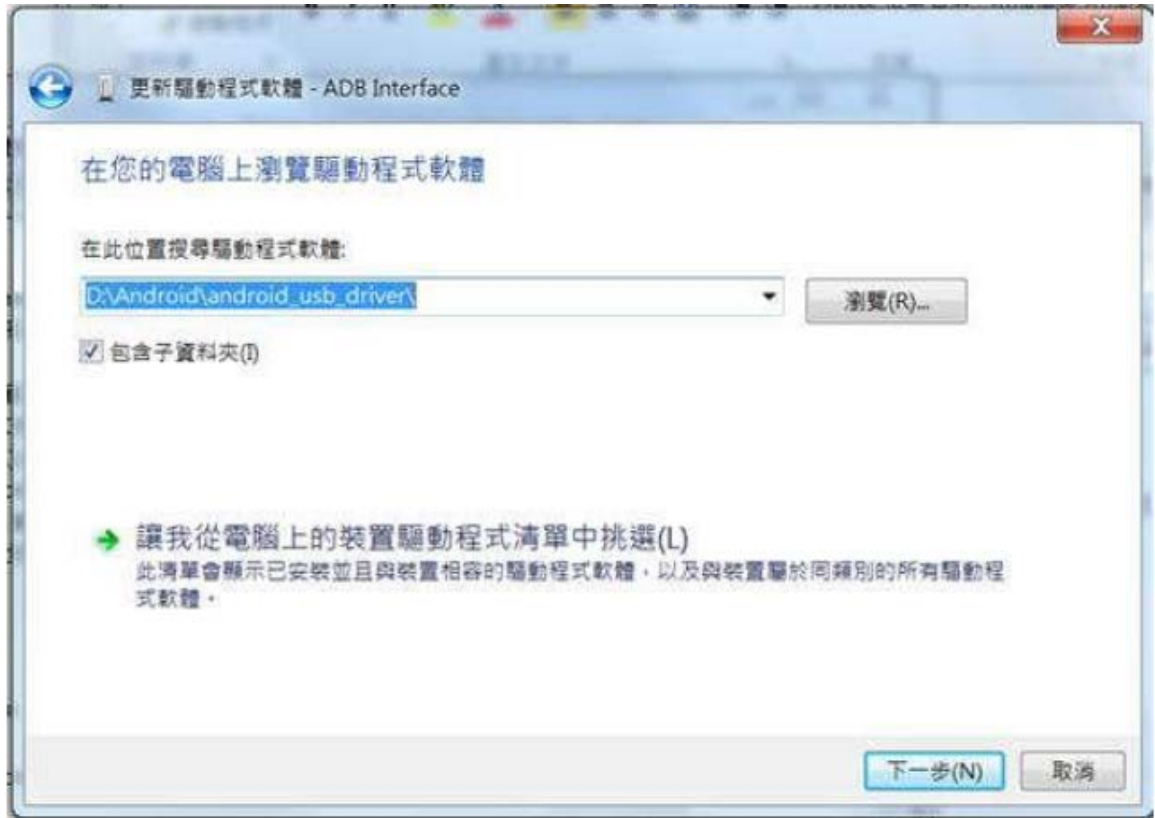 更新驅動程式軟體 - ADB Interface
在您的電腦上瀏覽驅動程式軟體
在此位置搜尋驅動程式軟體:
D:\Android\android_usb_driver\
瀏覽(R)...
包含子資料夾(I)
讓我從電腦上的裝置驅動程式清單中挑選(L)
此清單會顯示已安裝並且與裝置相容的驅動程式軟體，以及與裝置屬於同類別的所有驅動程
式軟體。
下一步(N)
取消